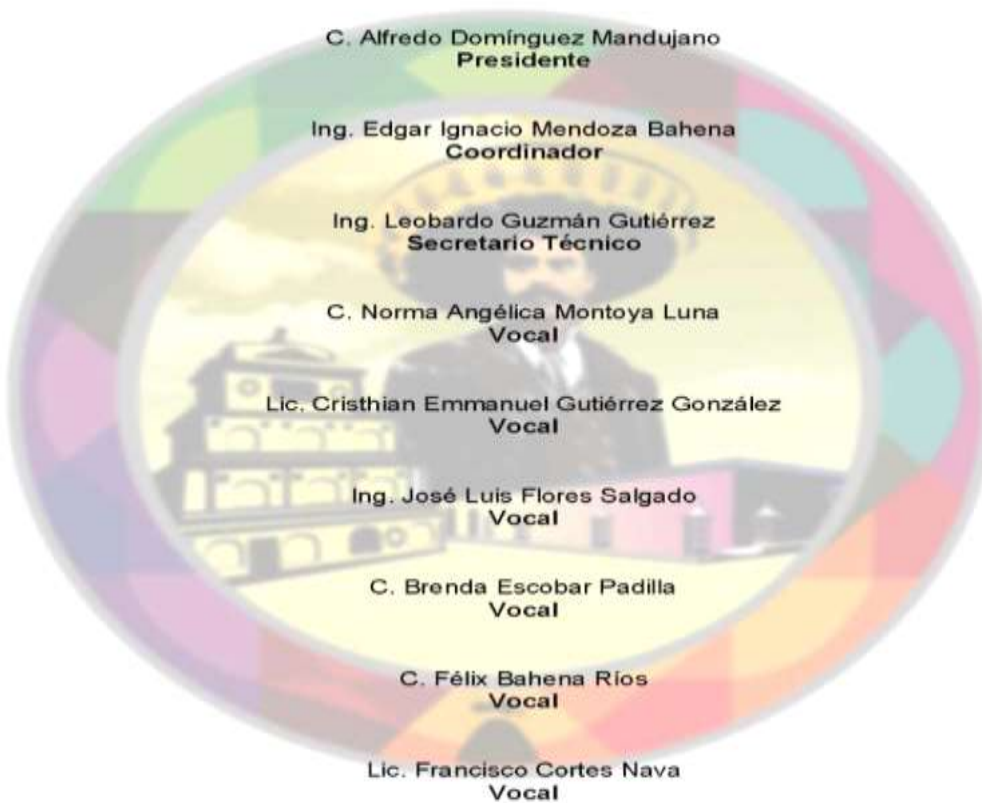 C. Alfredo Domínguez Mandujano
Presidente
Ing. Edgar Ignacio Mendoza Bahena
Coordinador
Ing. Leobardo Guzmán Gutiérrez
Secretario Técnico
C. Norma Angélica Montoya Luna
Vocal
Lic. Cristhian Emmanuel Gutiérrez González
Vocal
Ing. José Luis Flores Salgado
Vocal
C. Brenda Escobar Padilla
Vocal
C. Félix Bahena Ríos
Vocal
Lic. Francisco Cortes Nava
Vocal